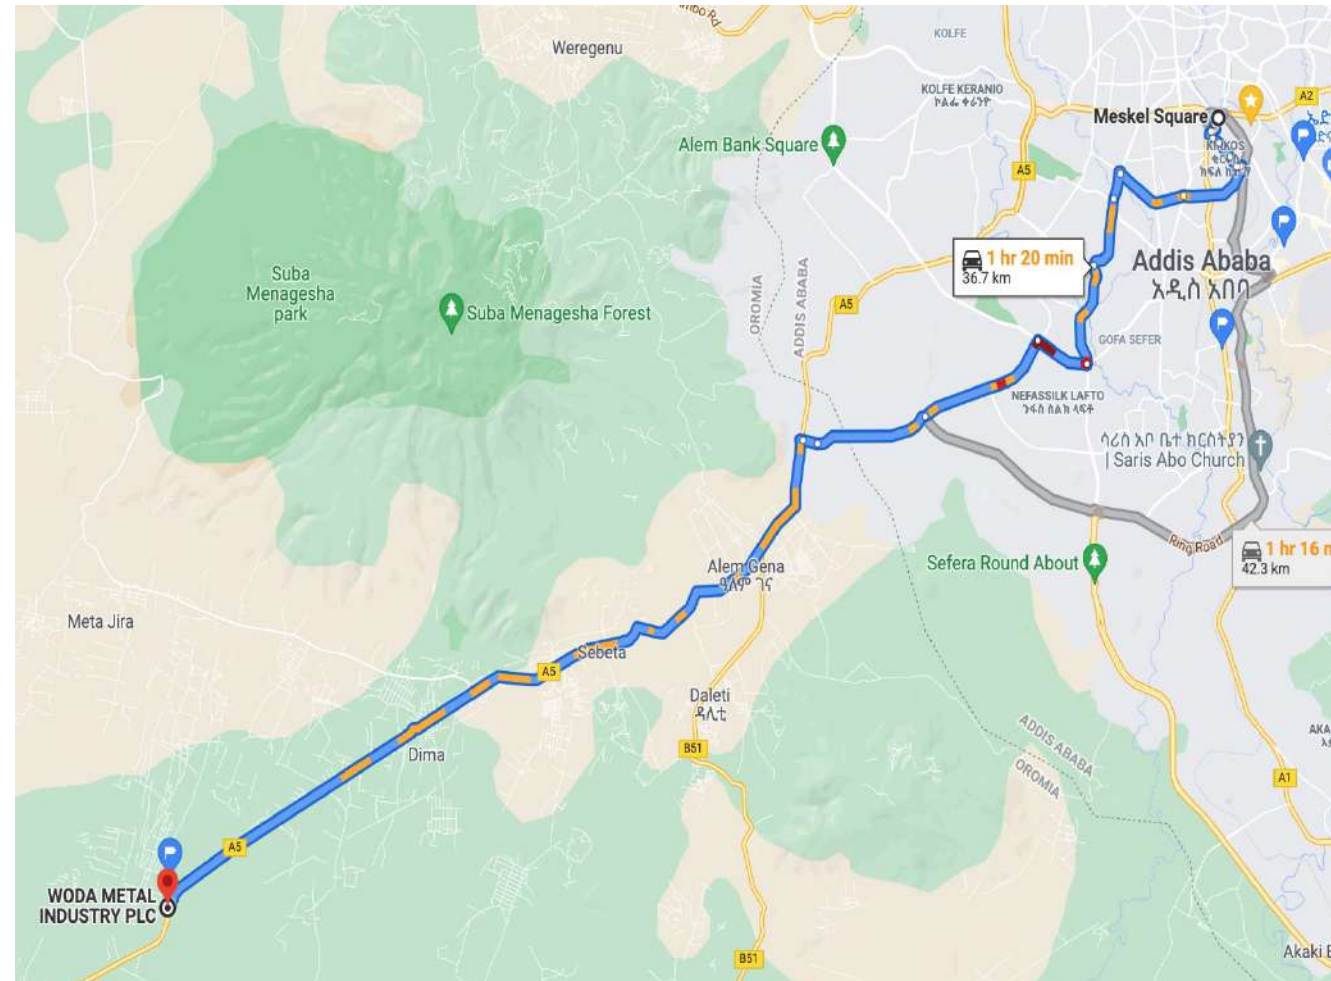 Weregenu
KOLFE
KOLFE KERANIO
ኮልፌ ቀራንዮ
A2
Meskel Square
Alem Bank Square
A5
Suba
Menagesha
park
Suba Menagesha Forest
OROMIA
ADDIS ABABA
A5
1 hr 20 min
36.7 km
Addis Ababa
አዲስ አበባ
GOFA SEFER
NEFASSILK LAFTO
ንፋስ ስልክ ላፍቶ
ሳሪስ አቦ ቤተ ክርስትያን
| Saris Abo Church
Ring Road
1 hr 16 m
42.3 km
Sefera Round About
Alem Gena
ዓለም ገና
Meta Jira
Sebeta
A5
Daleti
ዳሊቲ
B51
Dima
ADDIS ABABA
OROMIA
A1
A5
WODA METAL
INDUSTRY PLC
B51
Akaki